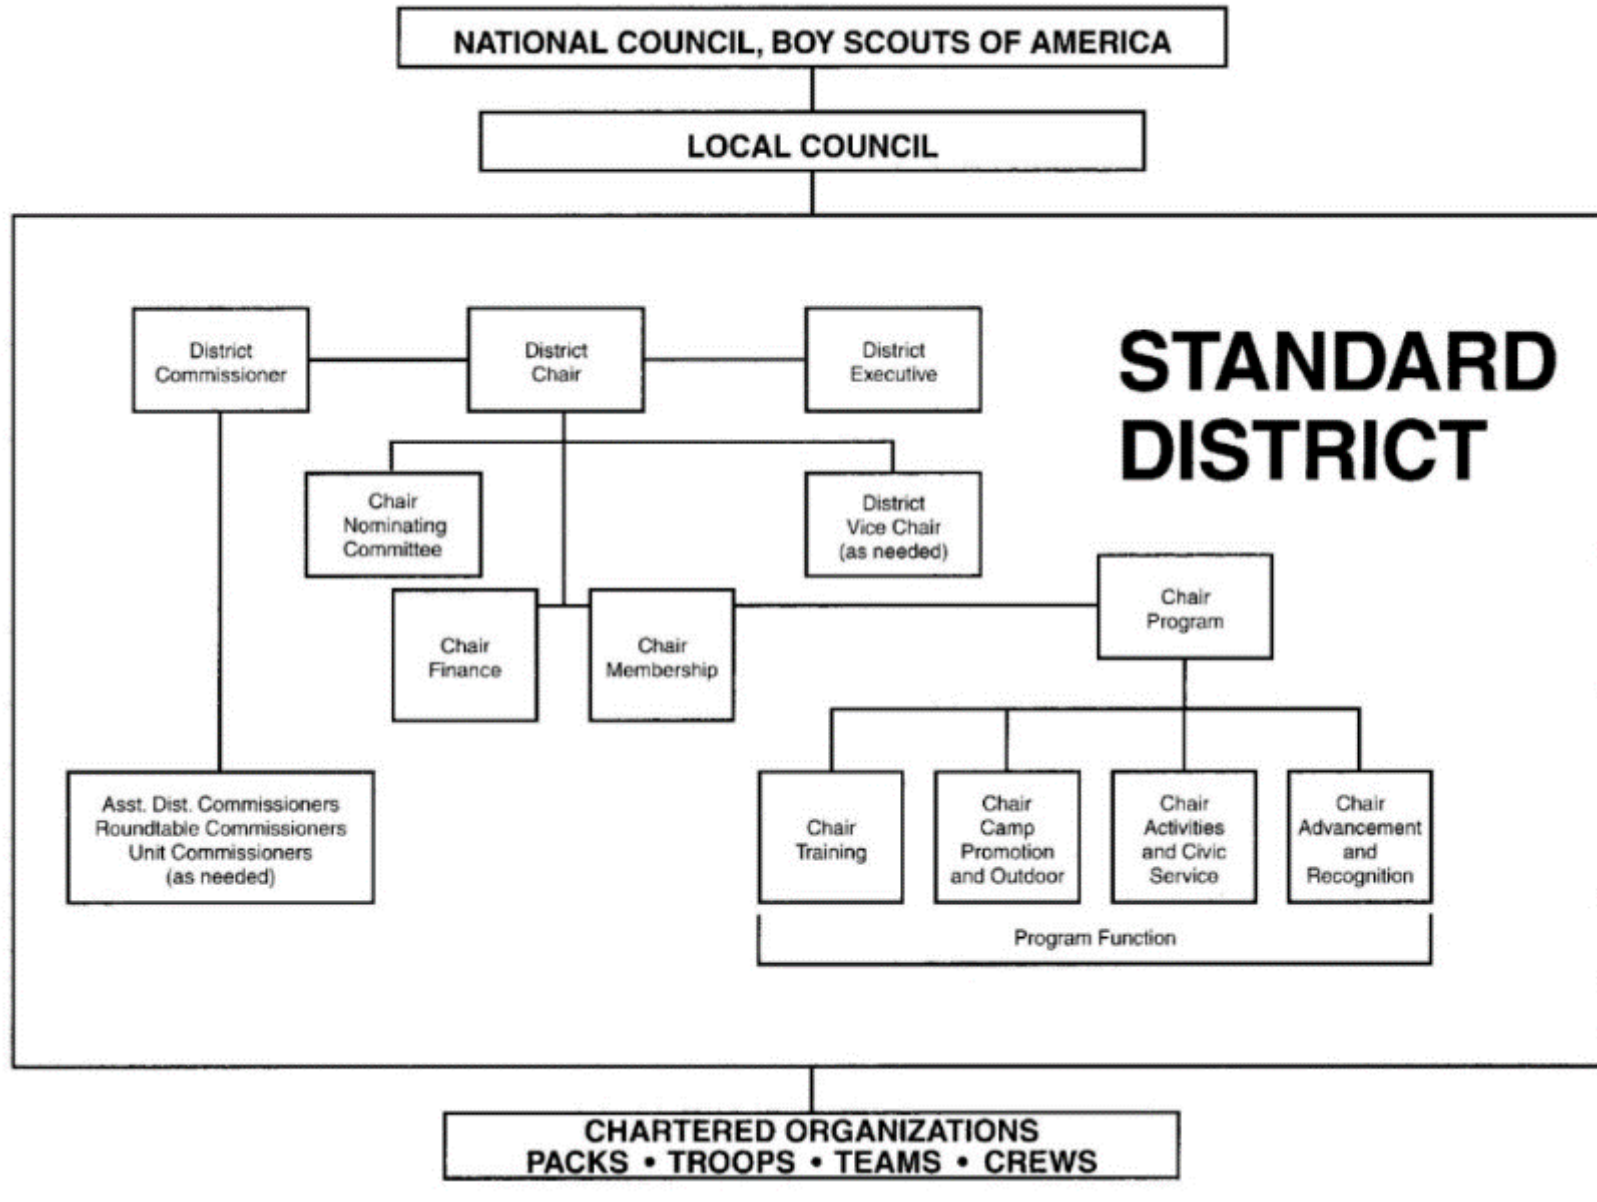 NATIONAL COUNCIL, BOY SCOUTS OF AMERICA
LOCAL COUNCIL
STANDARD
DISTRICT
District
Commissioner
District
Chair
District
Executive
Chair
Nominating
Committee
District
Vice Chair
(as needed)
Chair
Finance
Chair
Membership
Chair
Program
Asst. Dist. Commissioners
Roundtable Commissioners
Unit Commissioners
(as needed)
Chair
Training
Chair
Camp
Promotion
and Outdoor
Chair
Activities
and Civic
Service
Chair
Advancement
and
Recognition
Program Function
CHARTERED ORGANIZATIONS
PACKS • TROOPS • TEAMS • CREWS